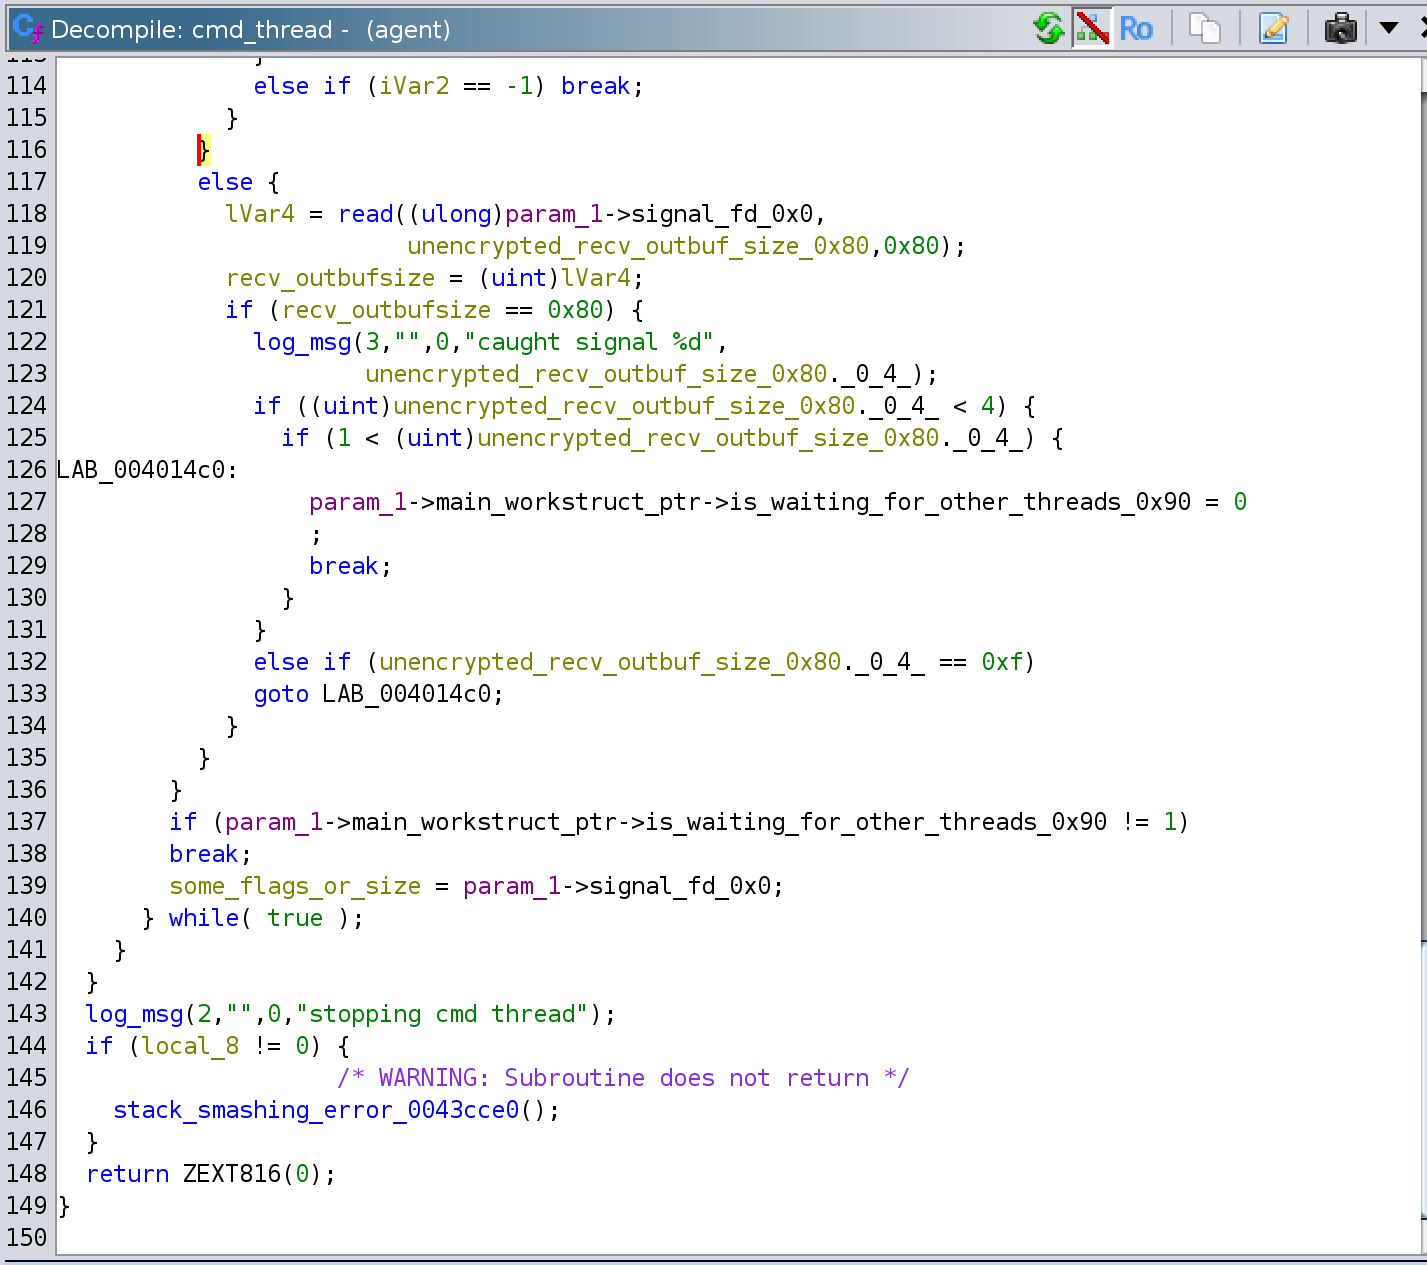 Decompile: cmd_thread - (agent)
Ro
113 }
114 else if (iVar2 == -1) break;
115 }
116 }
117 else {
118 lVar4 = read((ulong)param_1->signal_fd_0x0,
119 unencrypted_recv_outbuf_size_0x80,0x80);
120 recv_outbufsize = (uint)lVar4;
121 if (recv_outbufsize == 0x80) {
122 log_msg(3,"",0,"caught signal %d",
123 unencrypted_recv_outbuf_size_0x80._0_4_);
124 if ((uint)unencrypted_recv_outbuf_size_0x80._0_4_ < 4) {
125 if (1 < (uint)unencrypted_recv_outbuf_size_0x80._0_4_) {
126 LAB_004014c0:
127 param_1->main_workstruct_ptr->is_waiting_for_other_threads_0x90 = 0
128 ;
129 break;
130 }
131 }
132 else if (unencrypted_recv_outbuf_size_0x80._0_4_ == 0xf)
133 goto LAB_004014c0;
134 }
135 }
136 }
137 if (param_1->main_workstruct_ptr->is_waiting_for_other_threads_0x90 != 1)
138 break;
139 some_flags_or_size = param_1->signal_fd_0x0;
140 } while( true );
141 }
142 }
143 log_msg(2,"",0,"stopping cmd thread");
144 if (local_8 != 0) {
145 /* WARNING: Subroutine does not return */
146 stack_smashing_error_0043cce0();
147 }
148 return ZEXT816(0);
149 }
150